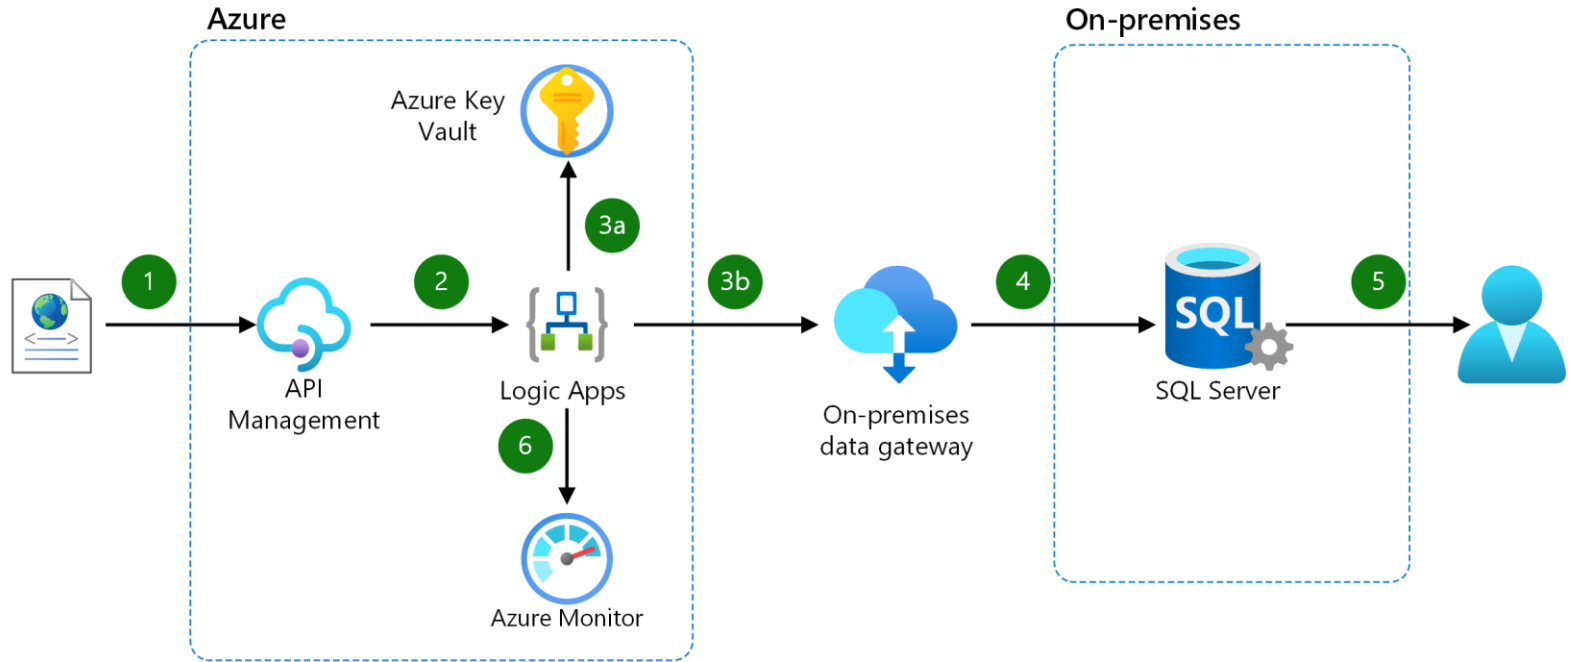 Azure
On-premises
Azure Key
Vault
3a
1
2
3b
4
5
SQL
API
Management
Logic Apps
On-premises
data gateway
SQL Server
6
Azure Monitor